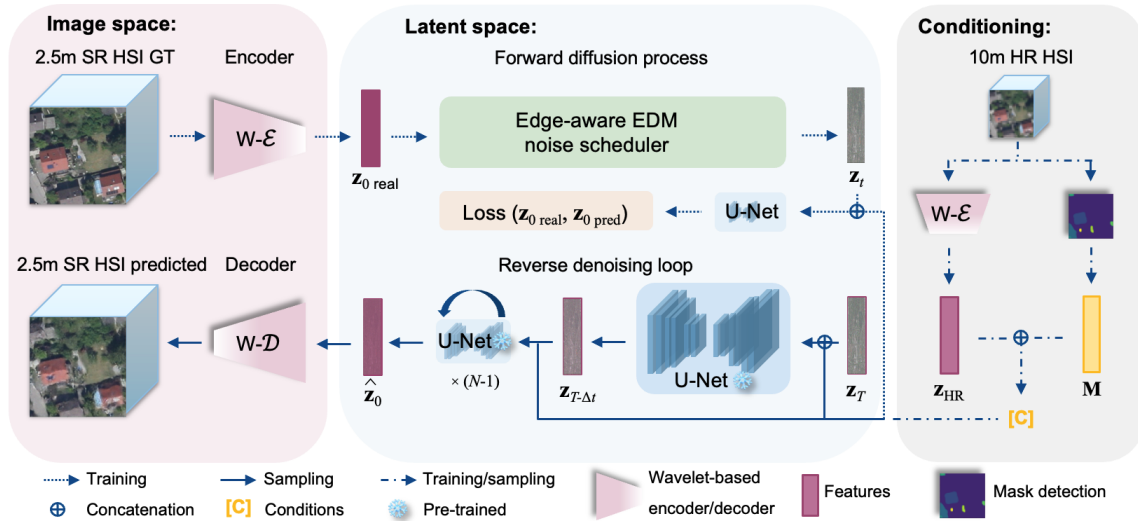 Image space:
Latent space:
Conditioning:
2.5m SR HSI GT
Encoder
Forward diffusion process
10m HR HSI
W-ℰ
Edge-aware EDM
noise scheduler
z0 real
zt
Loss (z0 real, z0 pred)
U-Net
W-ℰ
2.5m SR HSI predicted
Decoder
Reverse denoising loop
W-𝒟
U-Net
× (N-1)
U-Net
ẑ0
zT-Δt
zT
zHR
M
[C]
Training
Sampling
Training/sampling
Wavelet-based
encoder/decoder
Features
Mask detection
Concatenation
[C]
Conditions
Pre-trained